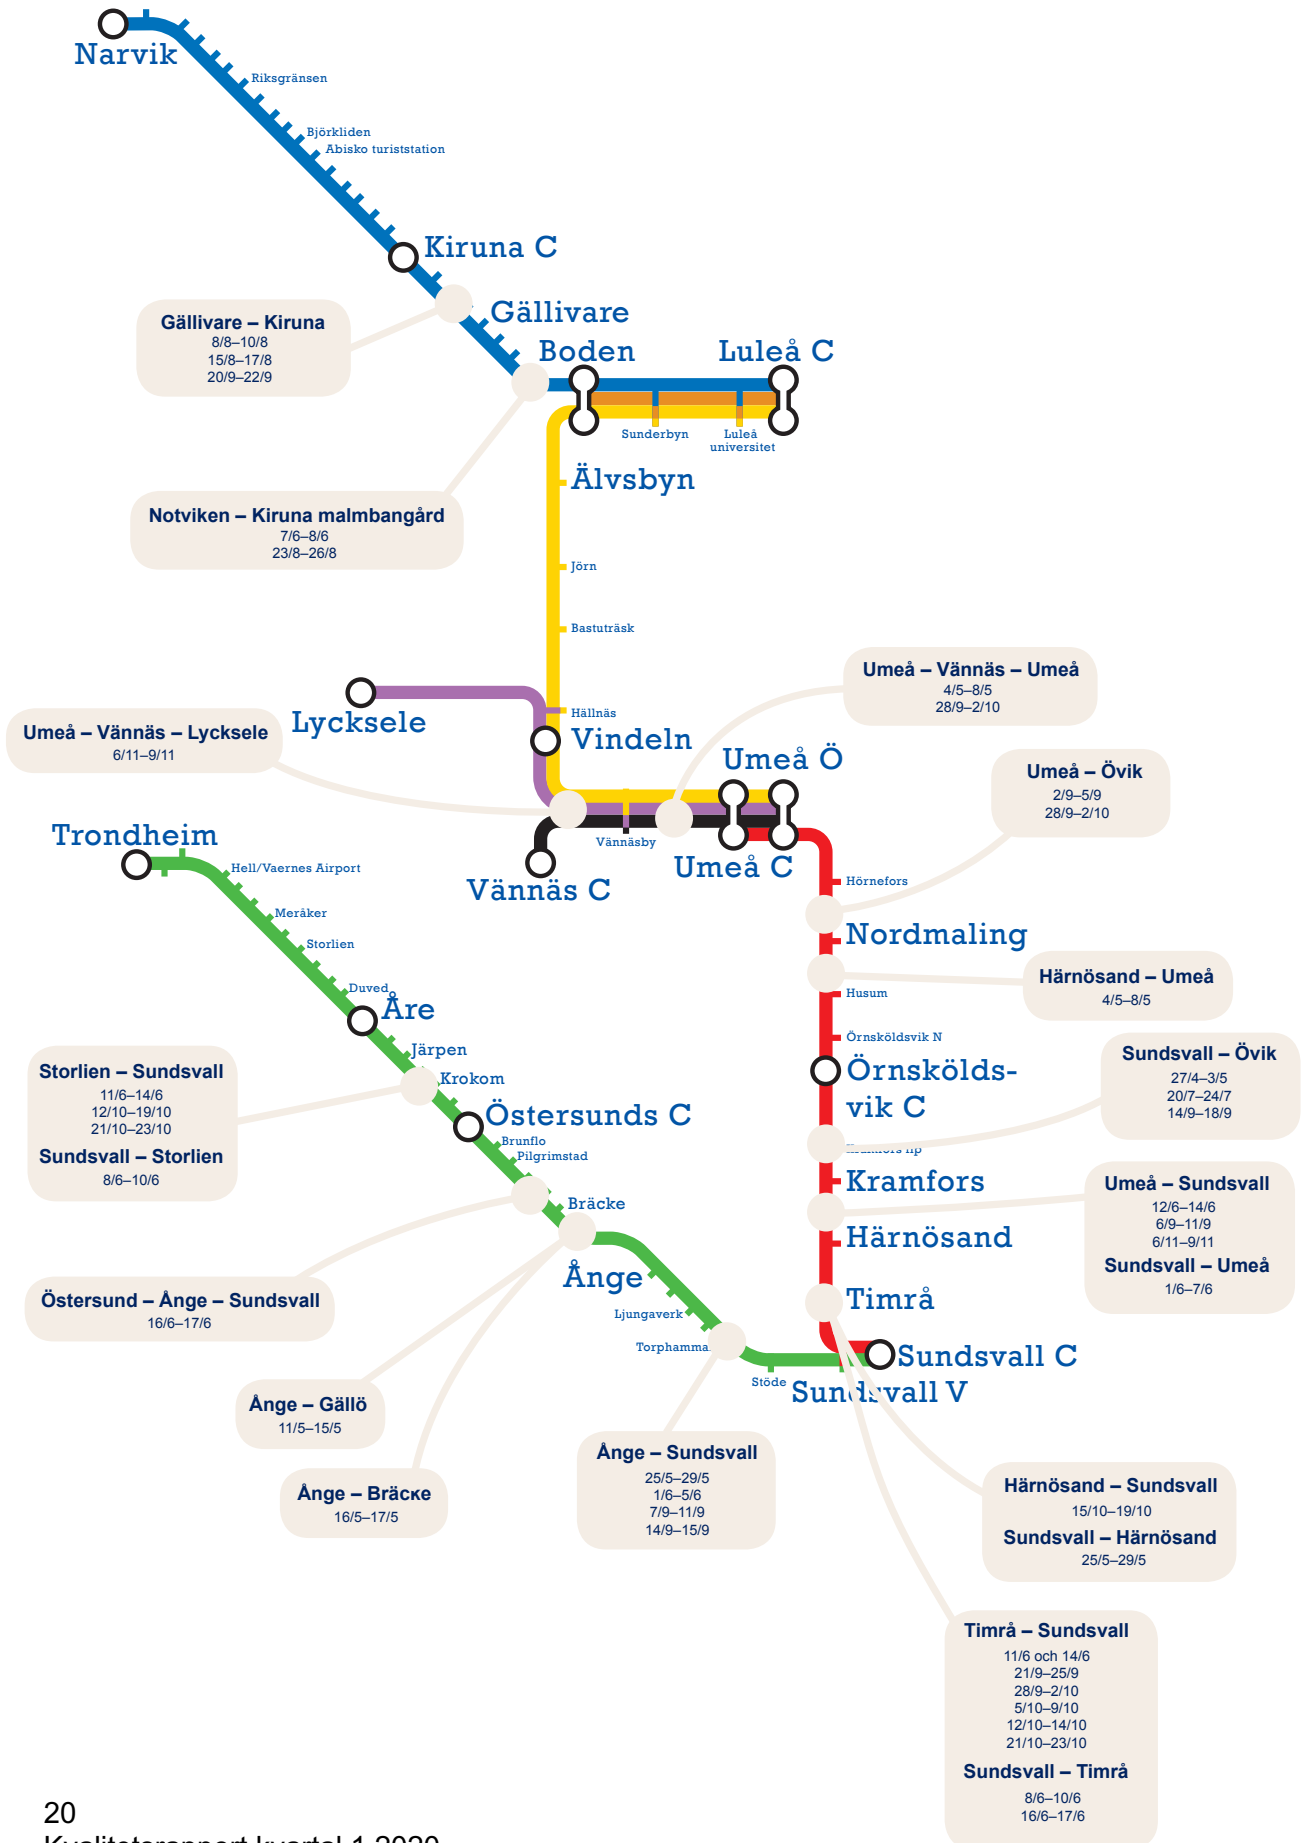 Narvik
Riksgränsen
Björkliden
Abisko turiststation
Kiruna C
Gällivare
Gällivare – Kiruna
8/8–10/8
15/8–17/8
20/9–22/9
Boden
Luleå C
Sunderbyn
Luleå
universitet
Älvsbyn
Notviken – Kiruna malmbangård
7/6–8/6
23/8–26/8
Jörn
Bastuträsk
Umeå – Vännäs – Umeå
4/5–8/5
28/9–2/10
Lycksele
Hällnäs
Vindeln
Umeå – Vännäs – Lycksele
6/11–9/11
Umeå Ö
Umeå – Övik
2/9–5/9
28/9–2/10
Trondheim
Vännäsby
Umeå C
Vännäs C
Hell/Vaernes Airport
Meråker
Storlien
Duved
Åre
Järpen
Krokom
Östersunds C
Brunflo
Pilgrimstad
Bräcke
Ånge
Ljungaverk
Stöde
Hörnefors
Nordmaling
Husum
Örnsköldsvik N
Örnskölds-
vik C
Kramfors
Härnösand
Timrå
Sundsvall C
Sundsvall V
Härnösand – Umeå
4/5–8/5
Sundsvall – Övik
27/4–3/5
20/7–24/7
14/9–18/9
Umeå – Sundsvall
12/6–14/6
6/9–11/9
6/11–9/11
Sundsvall – Umeå
1/6–7/6
Storlien – Sundsvall
11/6–14/6
12/10–19/10
21/10–23/10
Sundsvall – Storlien
8/6–10/6
Östersund – Ånge – Sundsvall
16/6–17/6
Ånge – Gällö
11/5–15/5
Ånge – Bräcke
16/5–17/5
Ånge – Sundsvall
25/5–29/5
1/6–5/6
7/9–11/9
14/9–15/9
Härnösand – Sundsvall
15/10–19/10
Sundsvall – Härnösand
25/5–29/5
Timrå – Sundsvall
11/6 och 14/6
21/9–25/9
28/9–2/10
5/10–9/10
12/10–14/10
21/10–23/10
Sundsvall – Timrå
8/6–10/6
16/6–17/6
20
Kvalitetsrapport kvartal 1 2020